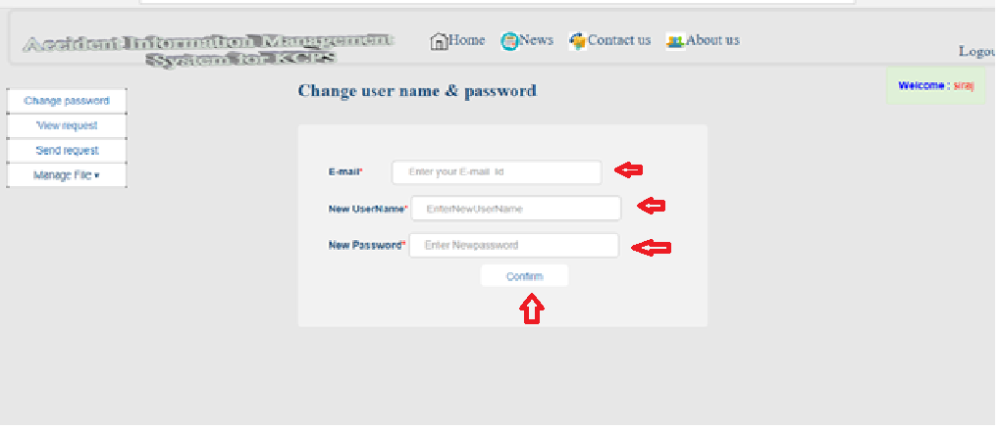 Accident Information Management
System for KCPS
Home News Contact us About us
Logou
Welcome : siraj
Change password
View request
Send request
Manage File ▾
Change user name & password
E-mail* Enter your E-mail Id
New UserName* EnterNewUserName
New Password* Enter Newpassword
Confirm